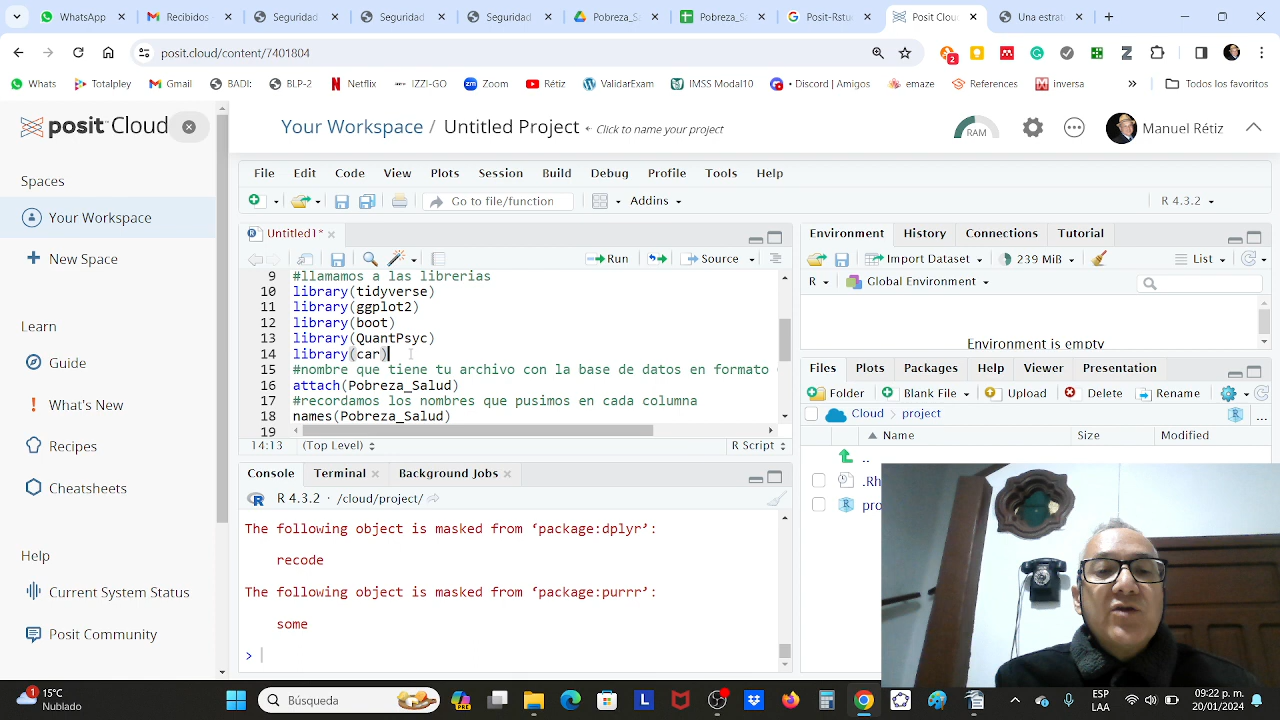 WhatsApp
Recibidos
Seguridad
Seguridad
Seguridad
Pobreza_S
Pobreza_S
Posit-Rstu
Posit Clou
Una estrat
posit.cloud/content/7401804
2
Whats
Totalpley
Gmail
BADI:
BLP-2
Netflix
IZZI-GO
Zoom
Rétiz
ValidarExam
IMSS Modal10
• Discord | Amigos
emaze
References
inversa
Todos los favoritos
posit Cloud
Your Workspace / Untitled Project
Click to name your project
RAM
Manuel Rétiz
Spaces
Your Workspace
New Space
Learn
Guide
What's New
Recipes
Cheatsheets
Help
Current System Status
Posit Community
File Edit Code View Plots Session Build Debug Profile Tools Help
Go to file/function
Addins
R 4.3.2
Untitled1*
Run
Source
9 #llamamos a las librerias
10 library(tidyverse)
11 library(ggplot2)
12 library(boot)
13 library(QuantPsyc)
14 library(car)
15 #nombre que tiene tu archivo con la base de datos en formato
16 attach(Pobreza_Salud)
17 #recordamos los nombres que pusimos en cada columna
18 names(Pobreza_Salud)
19
14:13 (Top Level) R Script
Console Terminal Background Jobs
R 4.3.2 · /cloud/project/
The following object is masked from ‘package:dplyr’:
recode
The following object is masked from ‘package:purrr’:
some
>
Environment History Connections Tutorial
Import Dataset
239 MiB
List
R
Global Environment
Environment is empty
Files Plots Packages Help Viewer Presentation
Folder
Blank File
Upload
Delete
Rename
Cloud project
...
Name
Size
Modified
..
.Rh
pro
1
15°C
Nublado
Búsqueda
PRE
L
ESP
LAA
09:22 p. m.
20/01/2024